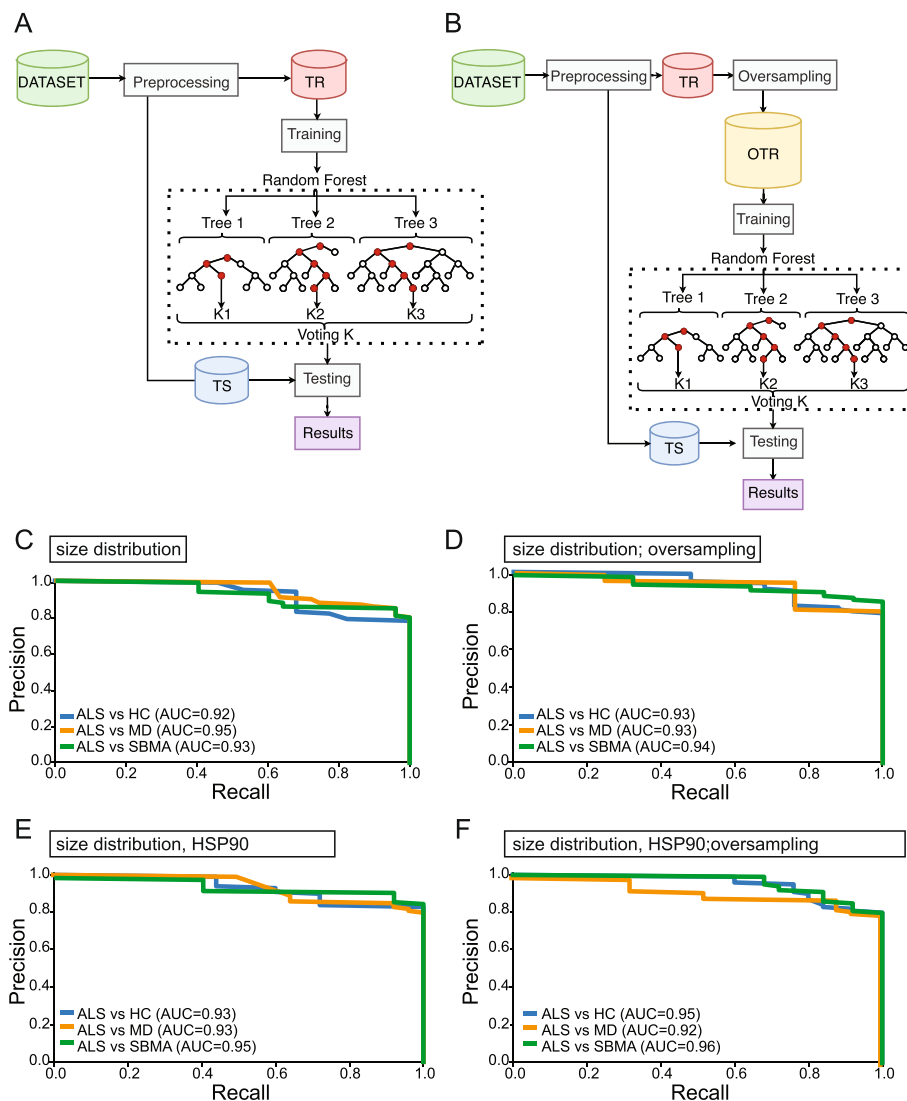 A
DATASET
Preprocessing
TR
Training
Random Forest
Tree 1 Tree 2 Tree 3
K1 K2 K3
Voting K
TS
Testing
Results
B
DATASET
Preprocessing
TR
Oversampling
OTR
Training
Random Forest
Tree 1 Tree 2 Tree 3
K1 K2 K3
Voting K
TS
Testing
Results
C
size distribution
Precision
1.0
0.8
0.6
0.4
0.2
0.0
ALS vs HC (AUC=0.92)
ALS vs MD (AUC=0.95)
ALS vs SBMA (AUC=0.93)
0.0 0.2 0.4 0.6 0.8 1.0
Recall
D
size distribution; oversampling
Precision
1.0
0.8
0.6
0.4
0.2
0.0
ALS vs HC (AUC=0.93)
ALS vs MD (AUC=0.93)
ALS vs SBMA (AUC=0.94)
0.0 0.2 0.4 0.6 0.8 1.0
Recall
E
size distribution, HSP90
Precision
1.0
0.8
0.6
0.4
0.2
0.0
ALS vs HC (AUC=0.93)
ALS vs MD (AUC=0.93)
ALS vs SBMA (AUC=0.95)
0.0 0.2 0.4 0.6 0.8 1.0
Recall
F
size distribution, HSP90;oversampling
Precision
1.0
0.8
0.6
0.4
0.2
0.0
ALS vs HC (AUC=0.95)
ALS vs MD (AUC=0.92)
ALS vs SBMA (AUC=0.96)
0.0 0.2 0.4 0.6 0.8 1.0
Recall